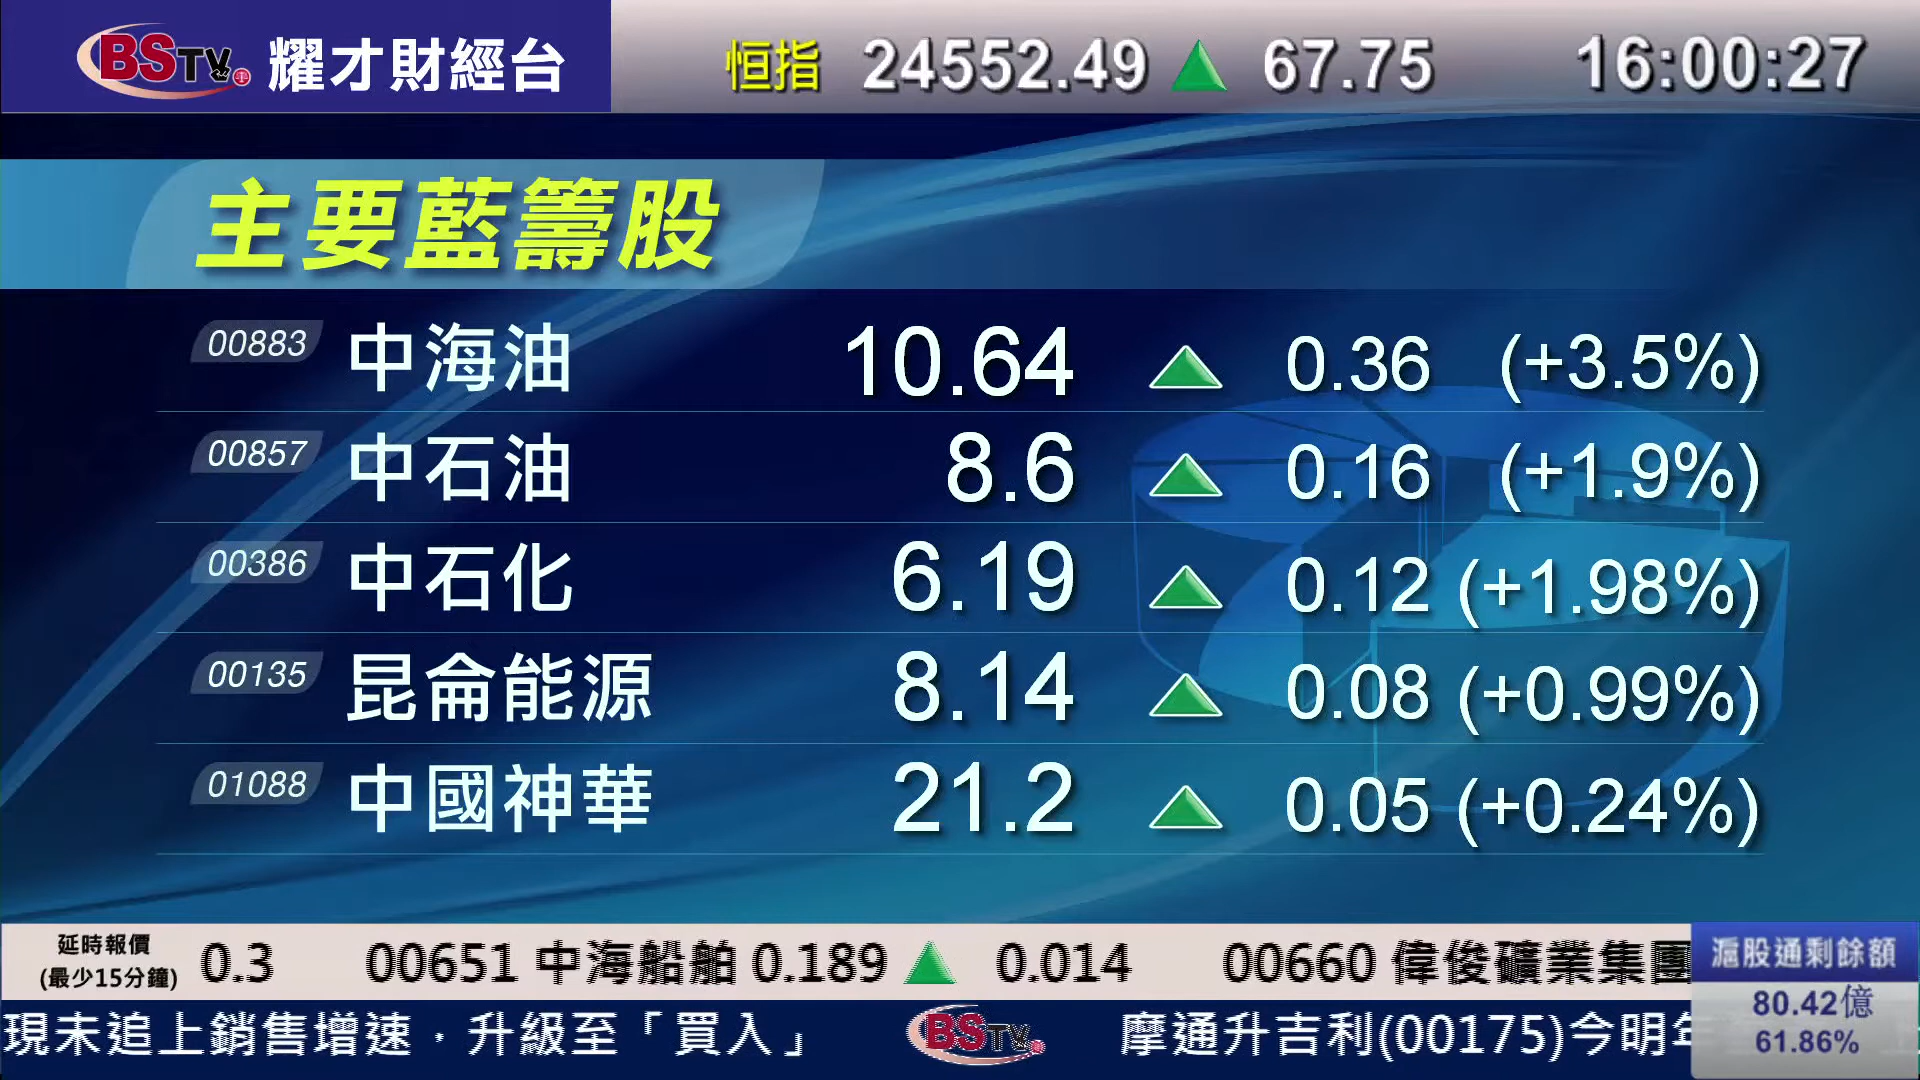 BSTV 耀才財經台 恒指 24552.49 ▲ 67.75 16:00:27
主要藍籌股
00883 中海油 10.64 ▲ 0.36 (+3.5%)
00857 中石油 8.6 ▲ 0.16 (+1.9%)
00386 中石化 6.19 ▲ 0.12 (+1.98%)
00135 昆侖能源 8.14 ▲ 0.08 (+0.99%)
01088 中國神華 21.2 ▲ 0.05 (+0.24%)
延時報價
(最少15分鐘)
0.3 00651 中海船舶 0.189 ▲ 0.014 00660 偉俊礦業集團
滬股通剩餘額
80.42億
61.86%
現未追上銷售增速，升級至「買入」 BSTV 摩通升吉利(00175)今明年